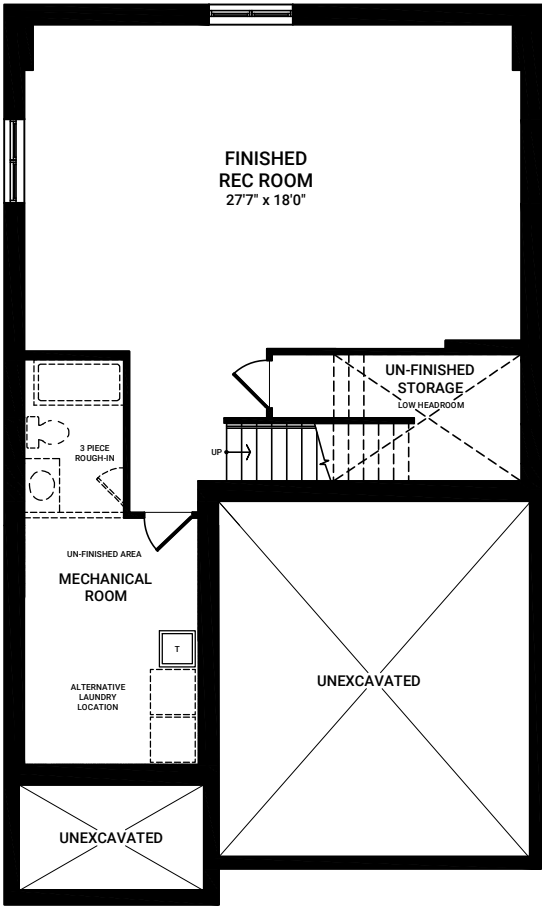 FINISHED
REC ROOM
27'7" x 18'0"
UN-FINISHED
STORAGE
LOW HEADROOM
3 PIECE
ROUGH-IN
UP
UN-FINISHED AREA
MECHANICAL
ROOM
T
ALTERNATIVE
LAUNDRY
LOCATION
UNEXCAVATED
UNEXCAVATED